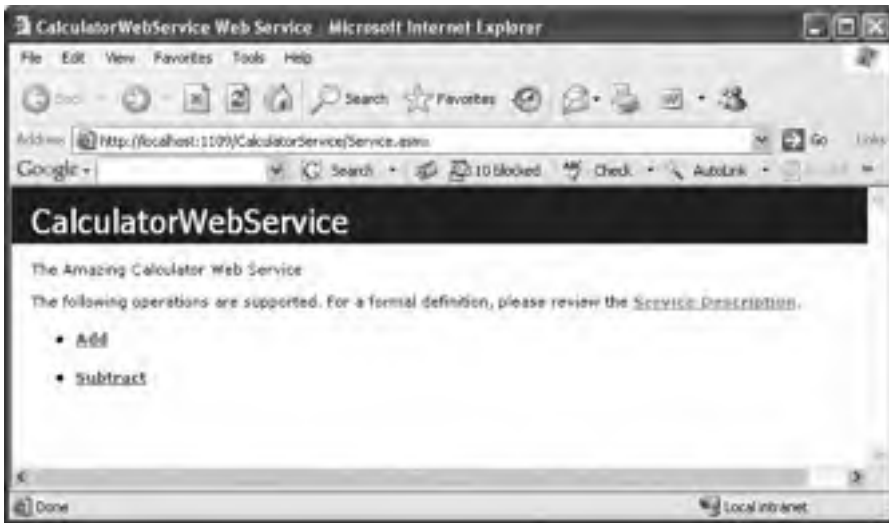 CalculatorWebService Web Service Microsoft Internet Explorer
File Edit View Favorites Tools Help
Back Search Favorites
Address http://localhost:1109/CalculatorService/Service.asmx Go Links
Google Search 10 blocked Check AutoLink
CalculatorWebService
The Amazing Calculator Web Service
The following operations are supported. For a formal definition, please review the Service Description.
• Add
• Subtract
Done Local intranet